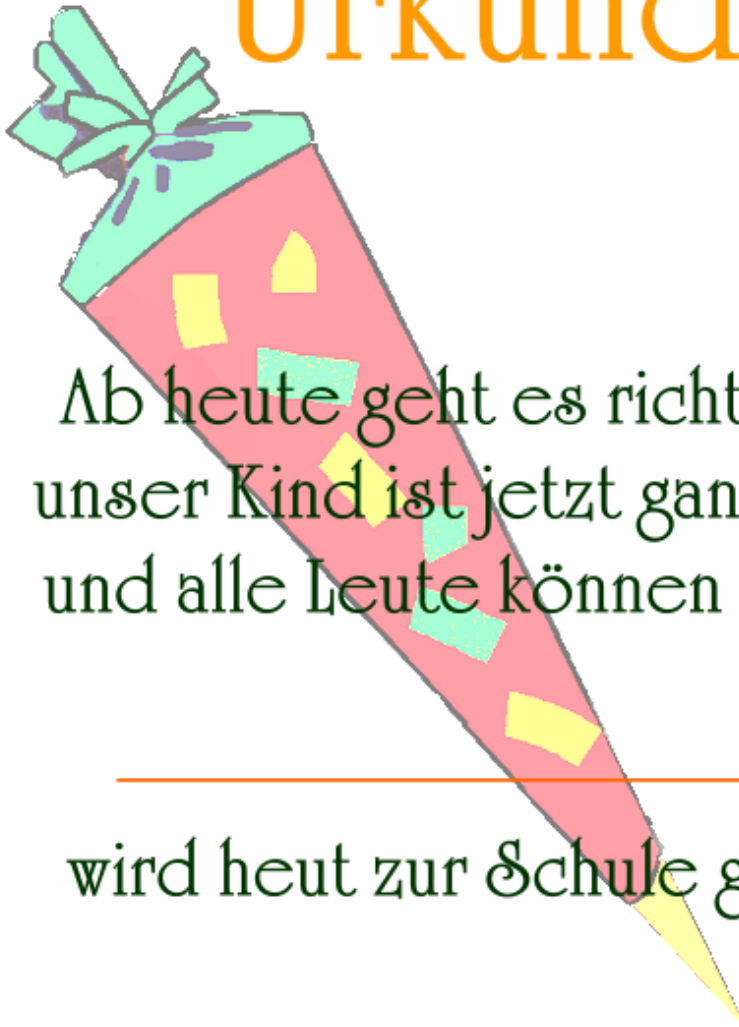 Urkund
Ab heute geht es richt
unser Kind ist jetzt gan
und alle Leute können
wird heut zur Schule g